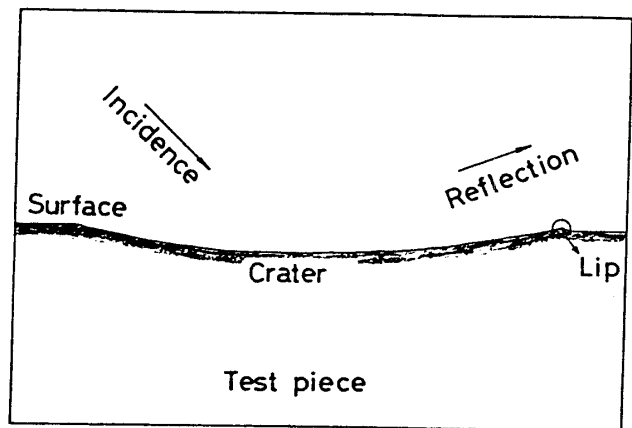 Incidence
Reflection
Surface
Crater
Lip
Test piece